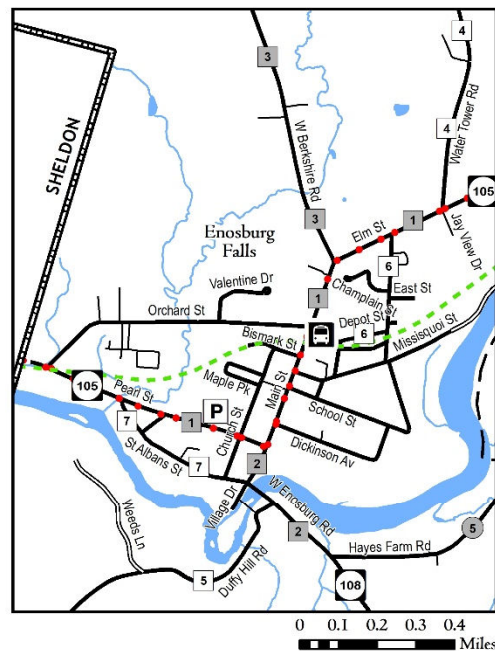 4
3
W Berkshire Rd
4
Water Tower Rd
SHELDON
105
1
Elm St
3
Jay View Dr
Enosburg
Falls
6
Valentine Dr
1
Champlain St
East St
Orchard St
Depot St
6
Bismark St
Missisquoi St
Maple Pk
Main St
105
Pearl St
P
School St
7
1
Church St
Dickinson Av
St Albans St
7
2
Village Dr
W Enosburg Rd
Weeds Ln
2
5
Hayes Farm Rd
5
Duffy Hill Rd
108
0 0.1 0.2 0.3 0.4
Miles